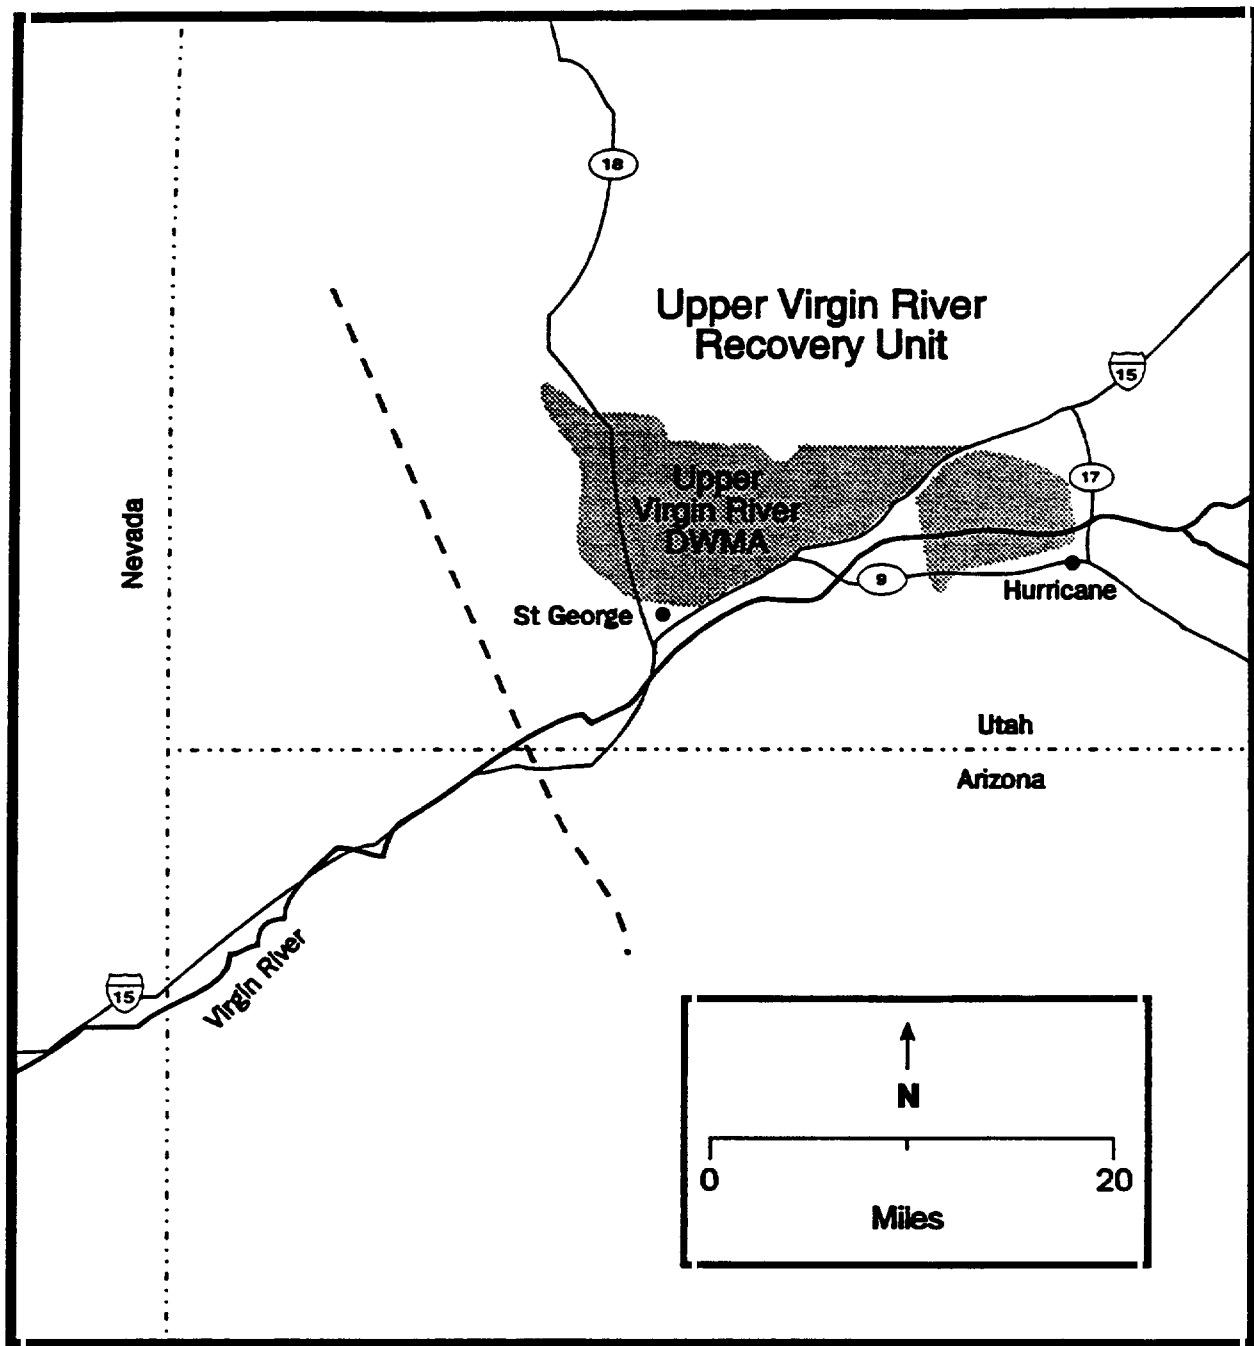 18
Upper Virgin River
Recovery Unit
15
17
Upper
Virgin River
DWMA
Nevada
9
Hurricane
St George
Utah
Arizona
15
Virgin River
N
0
20
Miles